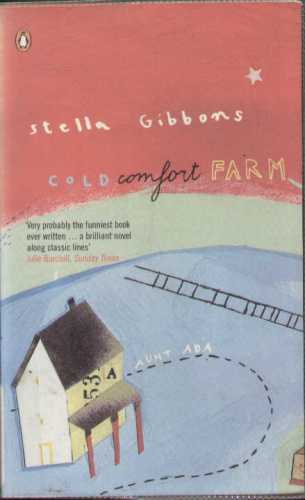 stella Gibbons
COLD comfort FARM
'Very probably the funniest book
ever written ... a brilliant novel
along classic lines'
Julie Burchill, Sunday Times
AUNT ADA
53 A